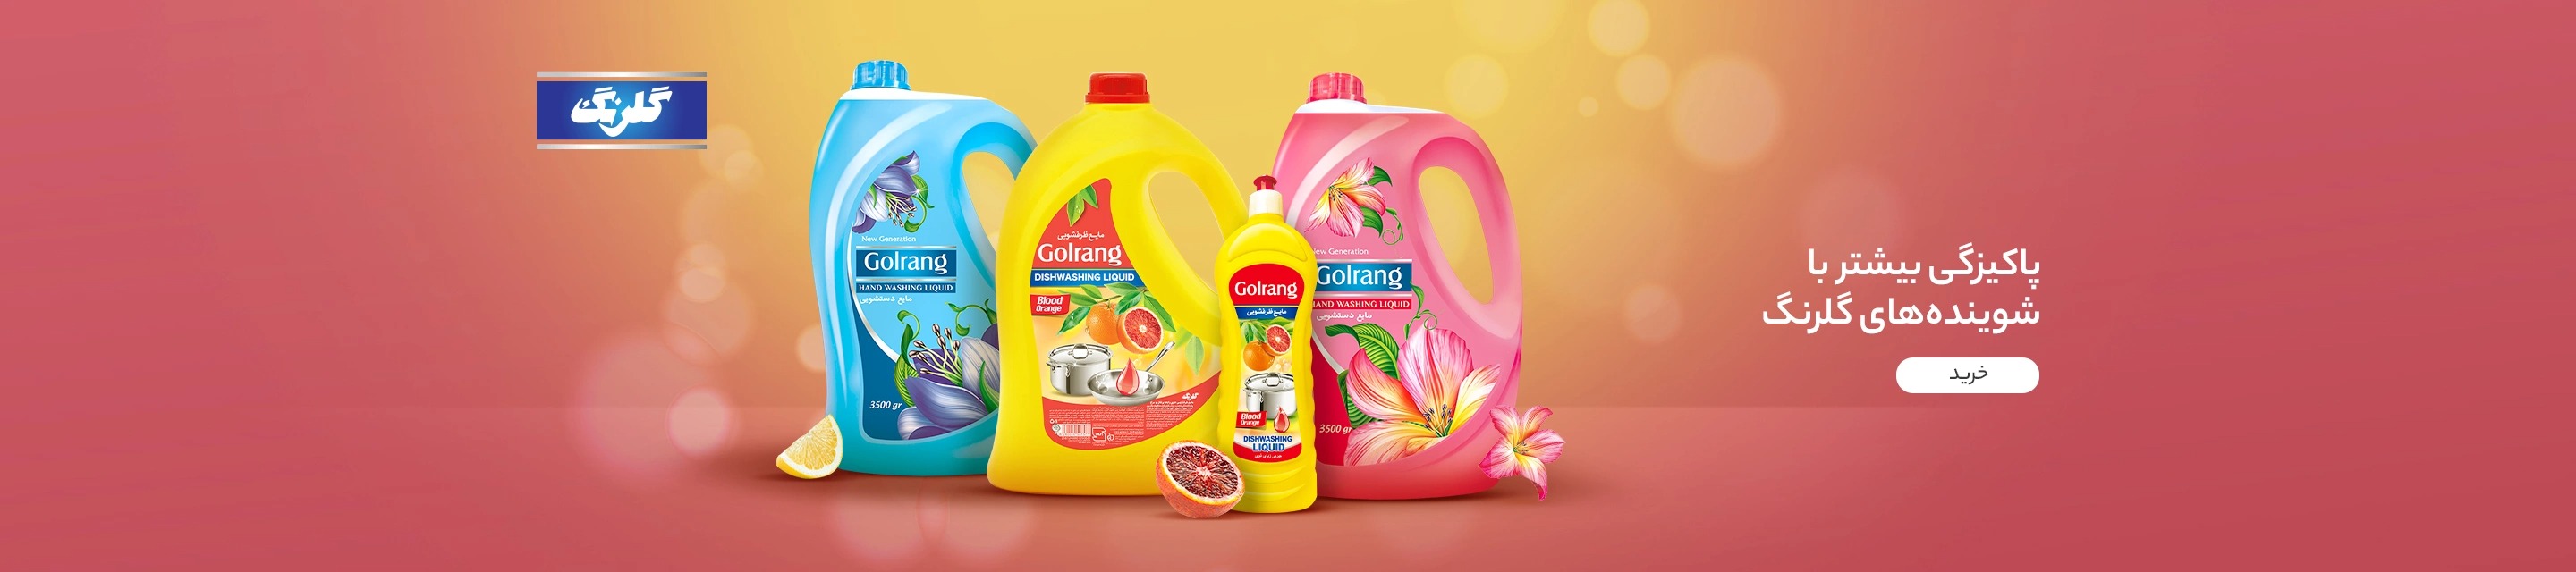 گلرنگ
New Generation
Golrang
HAND WASHING LIQUID
مایع دستشویی
3500 gr
مایع ظرفشویی
Golrang
DISHWASHING LIQUID
Blood
Orange
گلرنگ
Golrang
مایع ظرفشویی
Blood
Orange
DISHWASHING
LIQUID
New Generation
Golrang
HAND WASHING LIQUID
مایع دستشویی
3500 gr
پاکیزگی بیشتر با
شوینده‌های گلرنگ
خرید